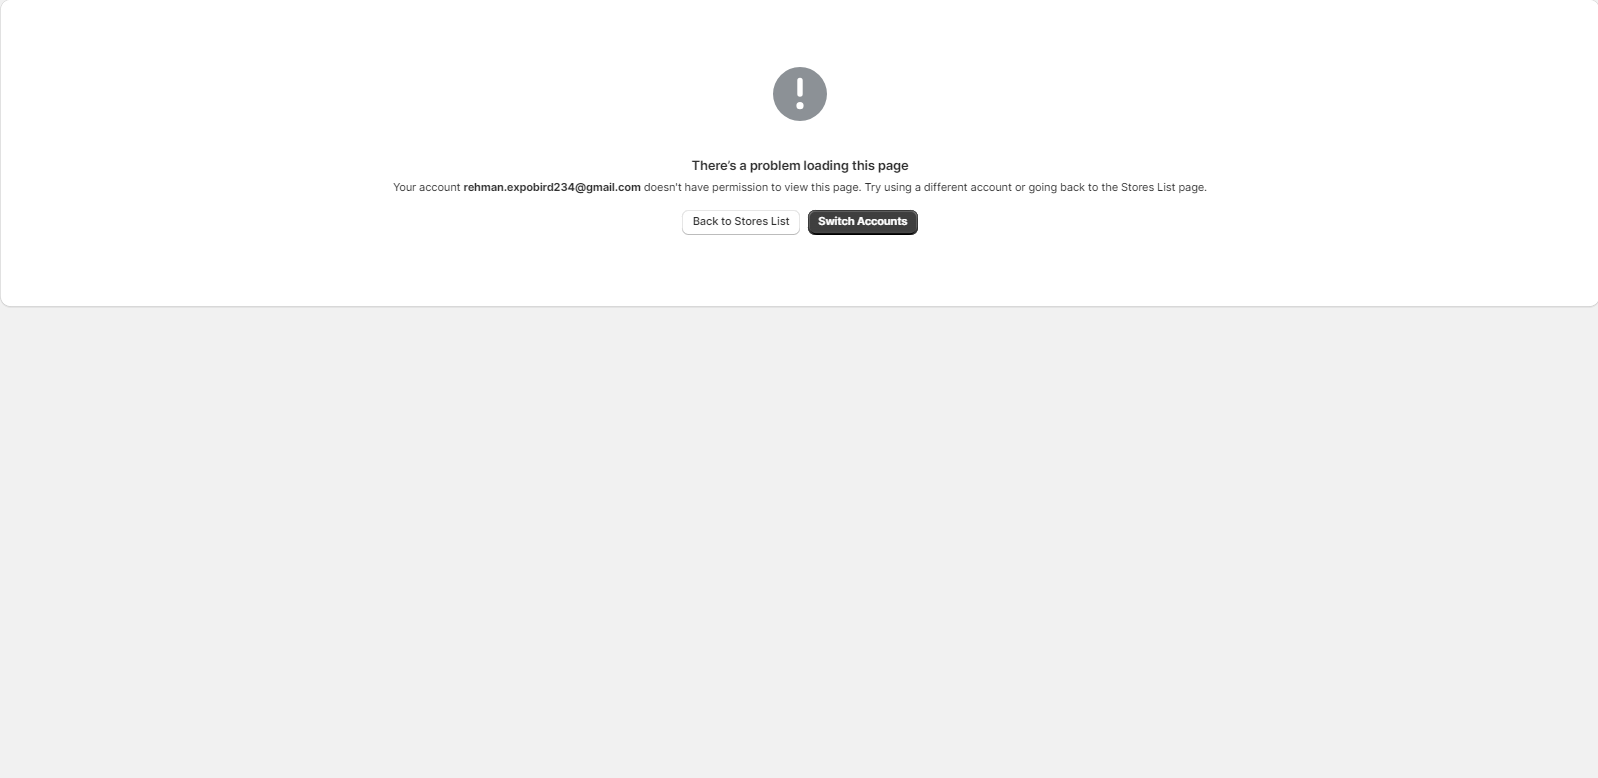 There's a problem loading this page
Your account rehman.expobird234@gmail.com doesn't have permission to view this page. Try using a different account or going back to the Stores List page.
Back to Stores List
Switch Accounts